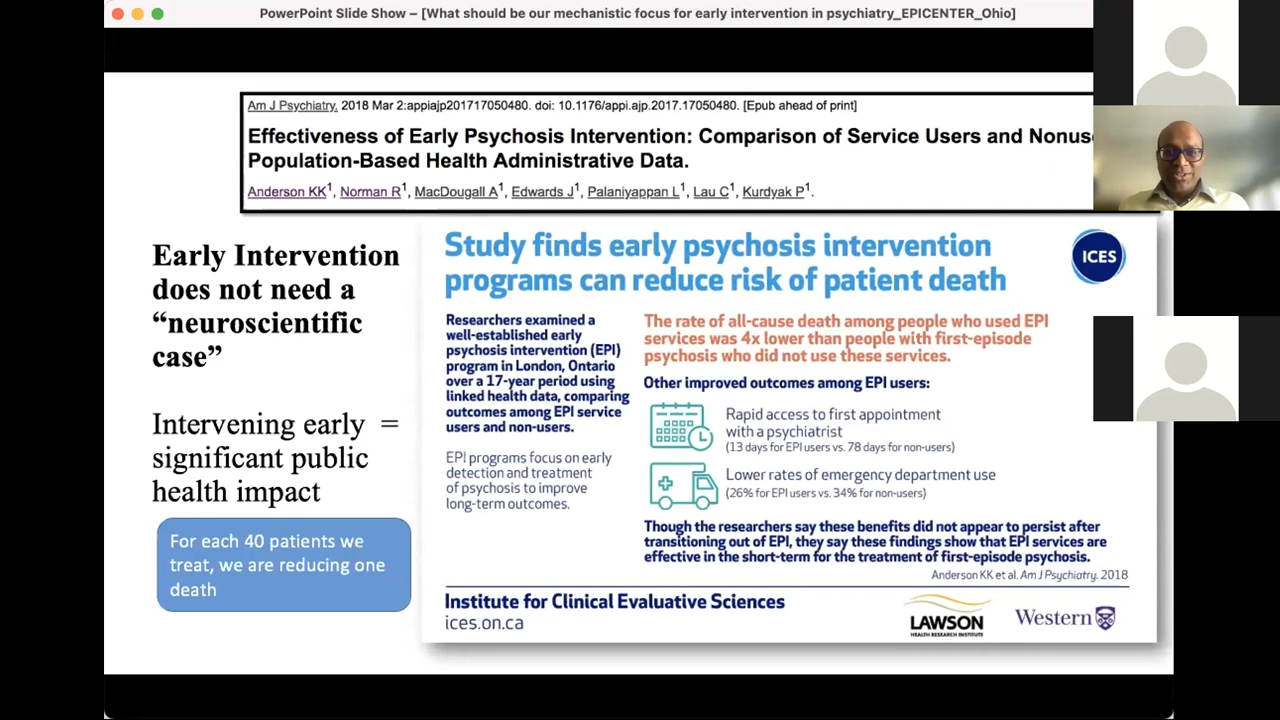 PowerPoint Slide Show – [What should be our mechanistic focus for early intervention in psychiatry_EPICENTER_Ohio]
Am J Psychiatry. 2018 Mar 2:appiajp201717050480. doi: 10.1176/appi.ajp.2017.17050480. [Epub ahead of print]
Effectiveness of Early Psychosis Intervention: Comparison of Service Users and
Population-Based Health Administrative Data.
Anderson KK1, Norman R1, MacDougall A1, Edwards J1, Palaniyappan L1, Lau C1, Kurdyak P1.
Early Intervention
does not need a
“neuroscientific
case”
Intervening early =
significant public
health impact
For each 40 patients we
treat, we are reducing one
death
Study finds early psychosis intervention
programs can reduce risk of patient death
ICES
Researchers examined a
well-established early
psychosis intervention (EPI)
program in London, Ontario
over a 17-year period using
linked health data, comparing
outcomes among EPI service
users and non-users.
EPI programs focus on early
detection and treatment
of psychosis to improve
long-term outcomes.
The rate of all-cause death among people who used EPI
services was 4x lower than people with first-episode
psychosis who did not use these services.
Other improved outcomes among EPI users:
Rapid access to first appointment
with a psychiatrist
(13 days for EPI users vs. 78 days for non-users)
Lower rates of emergency department use
(26% for EPI users vs. 34% for non-users)
Though the researchers say these benefits did not appear to persist after
transitioning out of EPI, they say these findings show that EPI services are
effective in the short-term for the treatment of first-episode psychosis.
Anderson KK et al. Am J Psychiatry. 2018
Institute for Clinical Evaluative Sciences
ices.on.ca
LAWSON
HEALTH RESEARCH INSTITUTE
Western